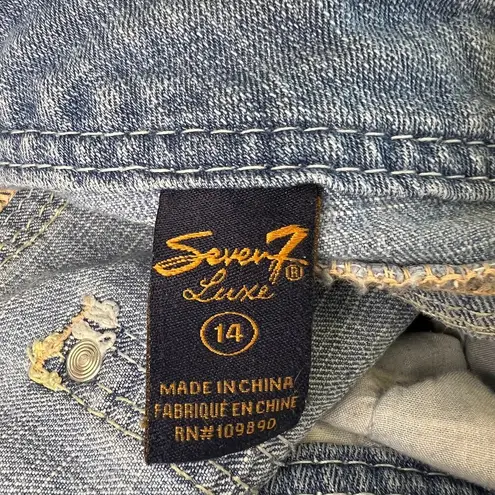 Seven7®
Luxe
14
MADE IN CHINA
FABRIQUÉ EN CHINE
RN#109890